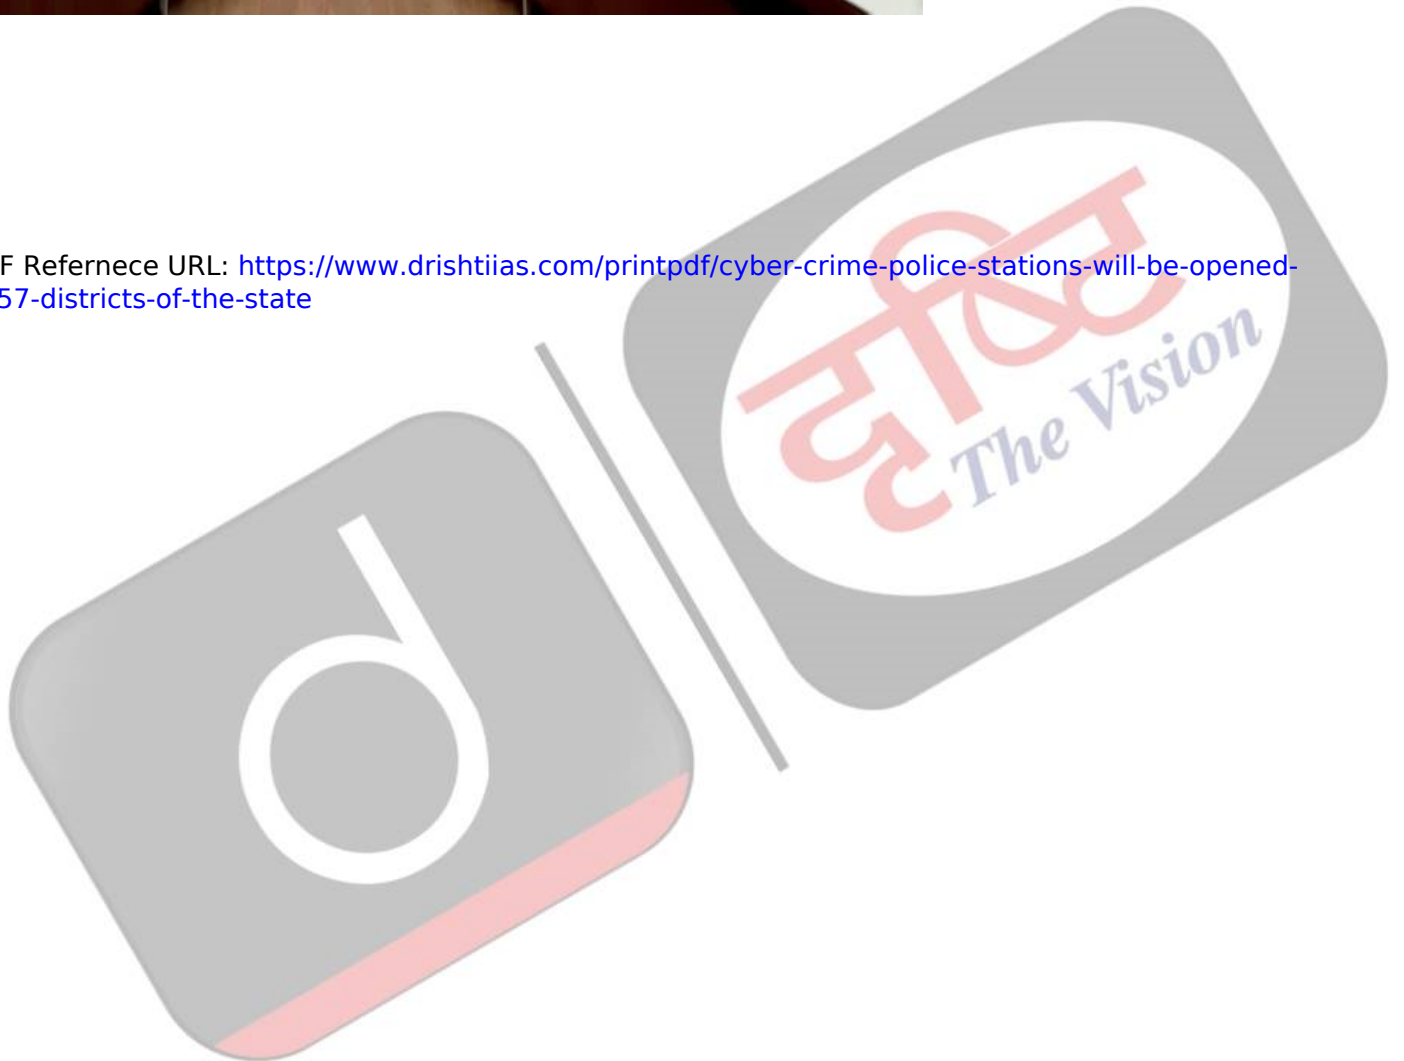 F Refernece URL: https://www.drishtiias.com/printpdf/cyber-crime-police-stations-will-be-opened-
57-districts-of-the-state
दृष्टि
The Vision
d